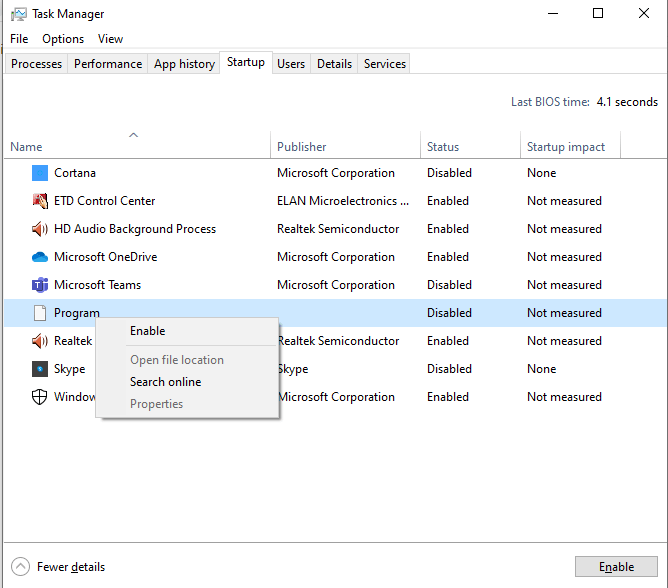 Task Manager
File Options View
Processes Performance App history Startup Users Details Services
Last BIOS time: 4.1 seconds
Name Publisher Status Startup impact
Cortana Microsoft Corporation Disabled None
ETD Control Center ELAN Microelectronics ... Enabled Not measured
HD Audio Background Process Realtek Semiconductor Enabled Not measured
Microsoft OneDrive Microsoft Corporation Enabled Not measured
Microsoft Teams Microsoft Corporation Disabled Not measured
Program Disabled Not measured
Realtek Realtek Semiconductor Enabled Not measured
Skype Skype Disabled None
Window Microsoft Corporation Enabled Not measured
Enable
Open file location
Search online
Properties
Fewer details Enable